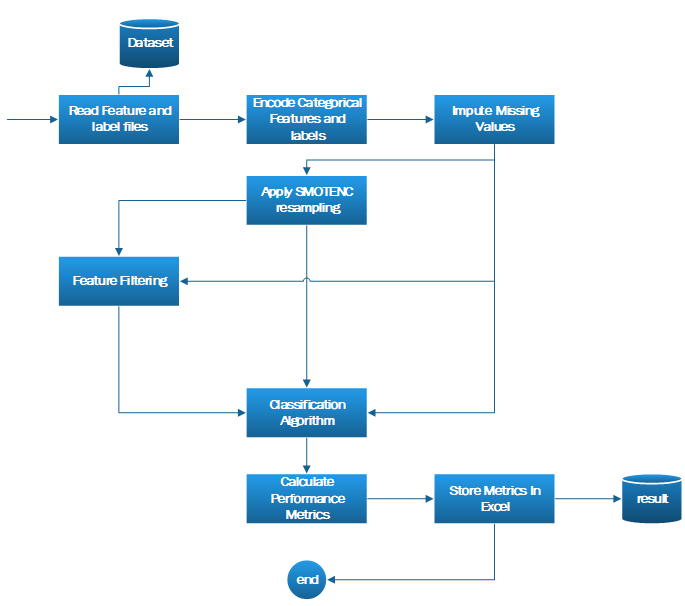 Dataset
Read Feature and
label files
Encode Categorical
Features and
labels
Impute Missing
Values
Apply SMOTENC
resampling
Feature Filtering
Classification
Algorithm
Calculate
Performance
Metrics
Store Metrics In
Excel
result
end